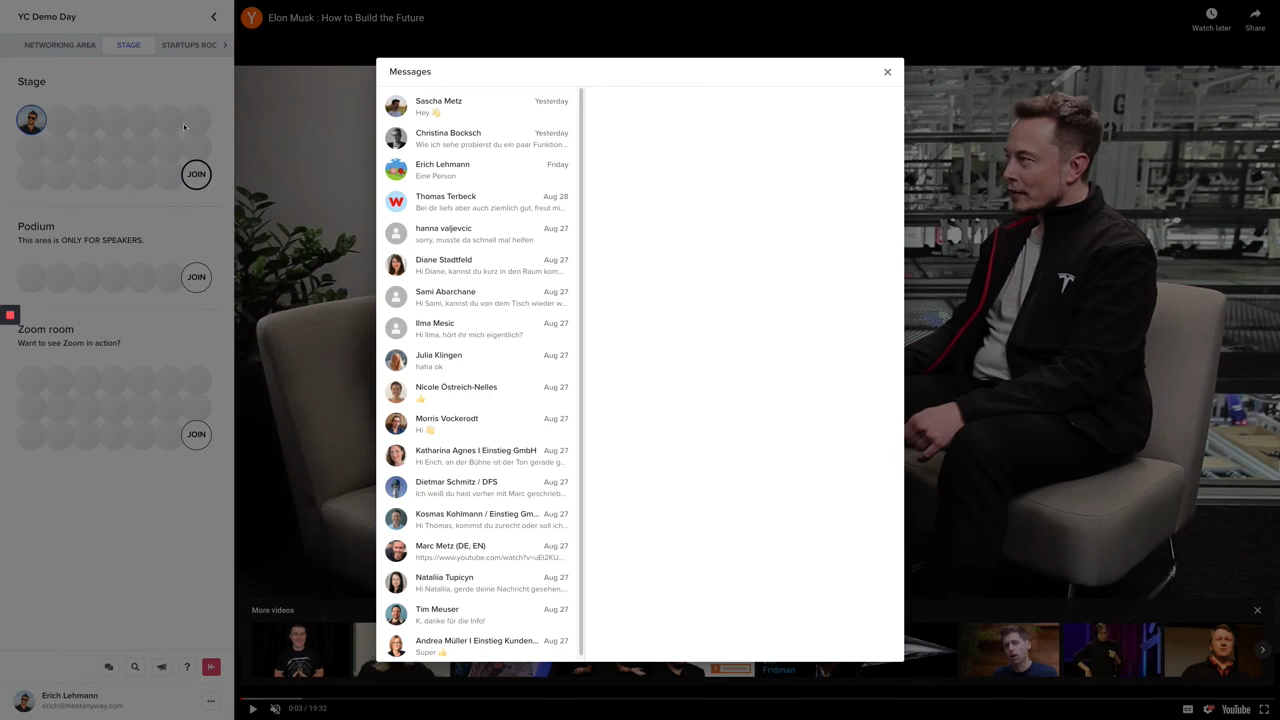 YC Demo Day
NETWORKING AREA
STAGE
STARTUPS ROC
Stage
JOIN
Podium
This area is ONLY FOR SPEAKERS.
JOIN
Zoom room
Want to see Zoom in action?
JOIN
?
Erich Lehmann
erich@meetanyway.com
Y
Elon Musk : How to Build the Future
Watch later
Share
Messages
Sascha Metz Yesterday
Hey 👋
Christina Bocksch Yesterday
Wie ich sehe probierst du ein paar Funktion...
Erich Lehmann Friday
Eine Person
W
Thomas Terbeck Aug 28
Bei dir liefs aber auch ziemlich gut, freut mi...
hanna valjevcic Aug 27
sorry, musste da schnell mal helfen
Diane Stadtfeld Aug 27
Hi Diane, kannst du kurz in den Raum kom...
Sami Abarchane Aug 27
Hi Sami, kannst du von dem Tisch wieder w...
Ilma Mesic Aug 27
Hi Ilma, hört ihr mich eigentlich?
Julia Klingen Aug 27
haha ok
Nicole Östreich-Nelles Aug 27
👍
Morris Vockerodt Aug 27
Hi 👋
Katharina Agnes I Einstieg GmbH Aug 27
Hi Erich, an der Bühne ist der Ton gerade g...
Dietmar Schmitz / DFS Aug 27
Ich weiß du hast vorher mit Marc geschrieb...
Kosmas Kohlmann / Einstieg Gm... Aug 27
Hi Thomas, kommst du zurecht oder soll ich...
Marc Metz (DE, EN) Aug 27
https://www.youtube.com/watch?v=uEl2KU...
Nataliia Tupicyn Aug 27
Hi Nataliia, gerde deine Nachricht gesehen,...
Tim Meuser Aug 27
K, danke für die Info!
Andrea Müller I Einstieg Kunden... Aug 27
Super 👍
More videos
Fridman
0:03 / 19:32
YouTube